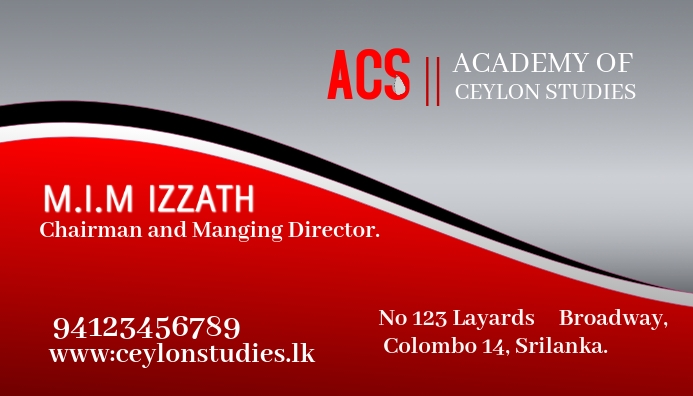 ACS || ACADEMY OF
CEYLON STUDIES
M.I.M IZZATH
Chairman and Manging Director.
94123456789
www:ceylonstudies.lk
No 123 Layards Broadway,
Colombo 14, Srilanka.